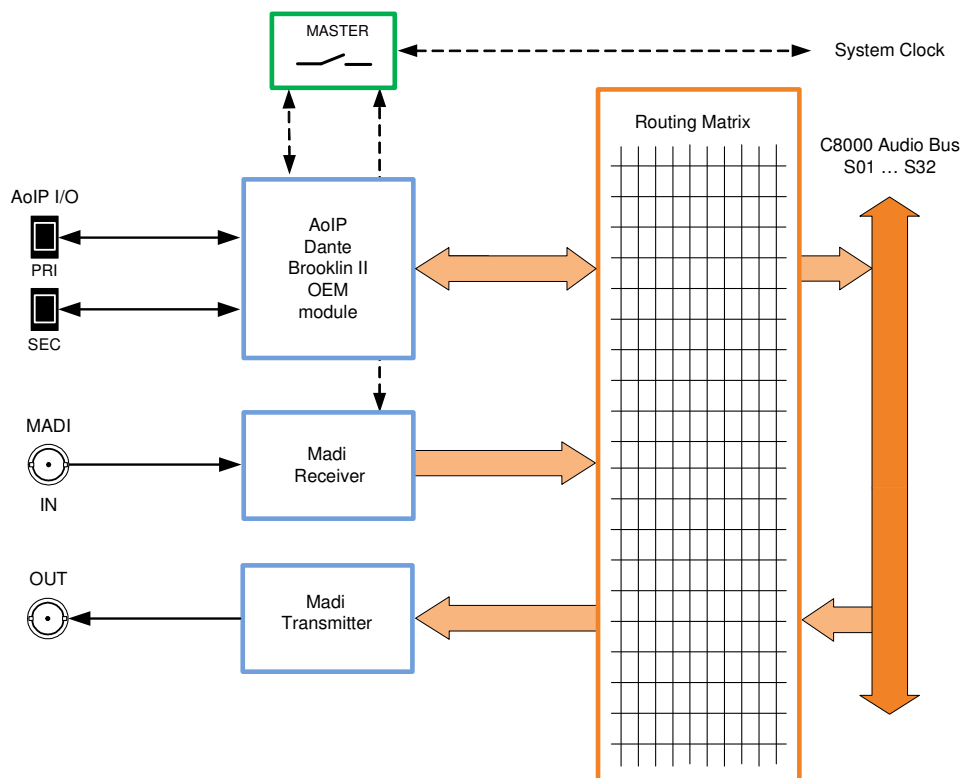 MASTER
System Clock
Routing Matrix
C8000 Audio Bus
S01 … S32
AoIP I/O
PRI
SEC
AoIP
Dante
Brooklin II
OEM
module
MADI
IN
Madi
Receiver
OUT
Madi
Transmitter